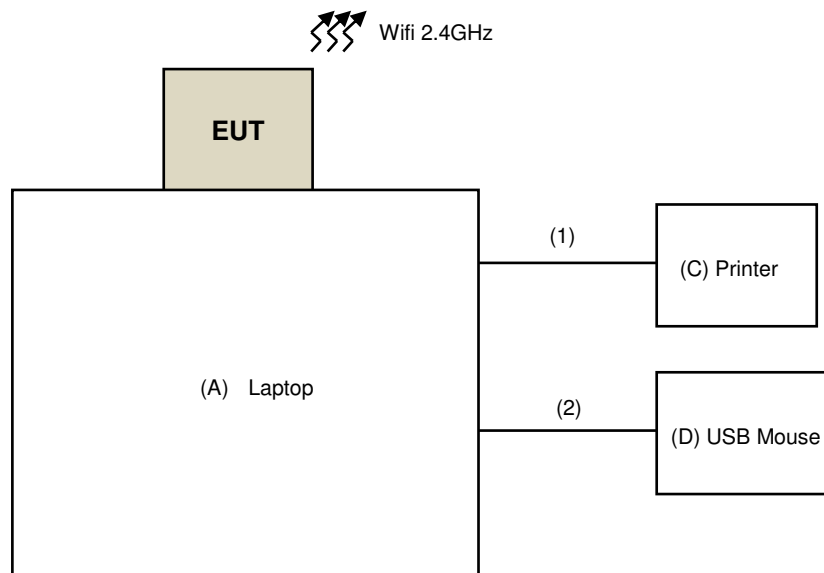 Wifi 2.4GHz
EUT
(1)
(C) Printer
(A) Laptop
(2)
(D) USB Mouse